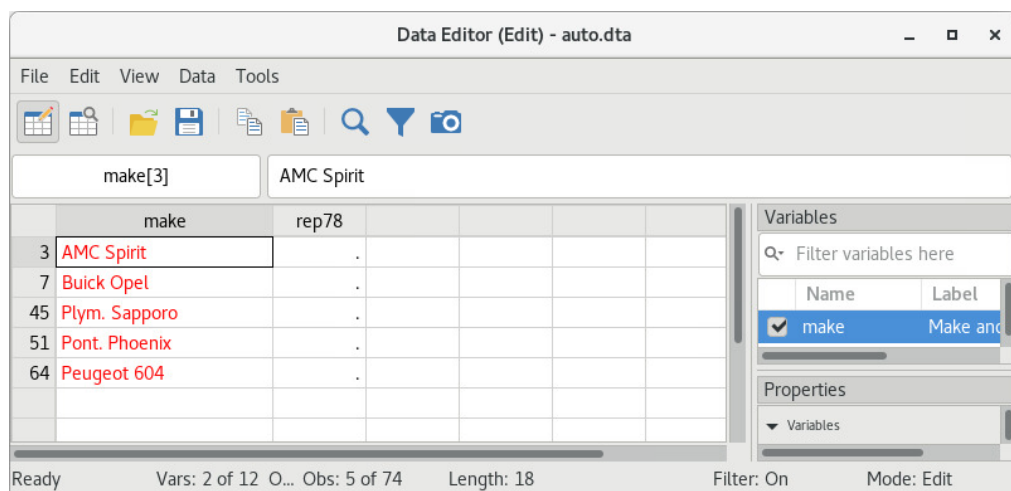 Data Editor (Edit) - auto.dta
File Edit View Data Tools
make[3] AMC Spirit
make rep78
3 AMC Spirit .
7 Buick Opel .
45 Plym. Sapporo .
51 Pont. Phoenix .
64 Peugeot 604 .
Variables
Filter variables here
Name Label
make Make and
Properties
Variables
Ready Vars: 2 of 12 O... Obs: 5 of 74 Length: 18 Filter: On Mode: Edit